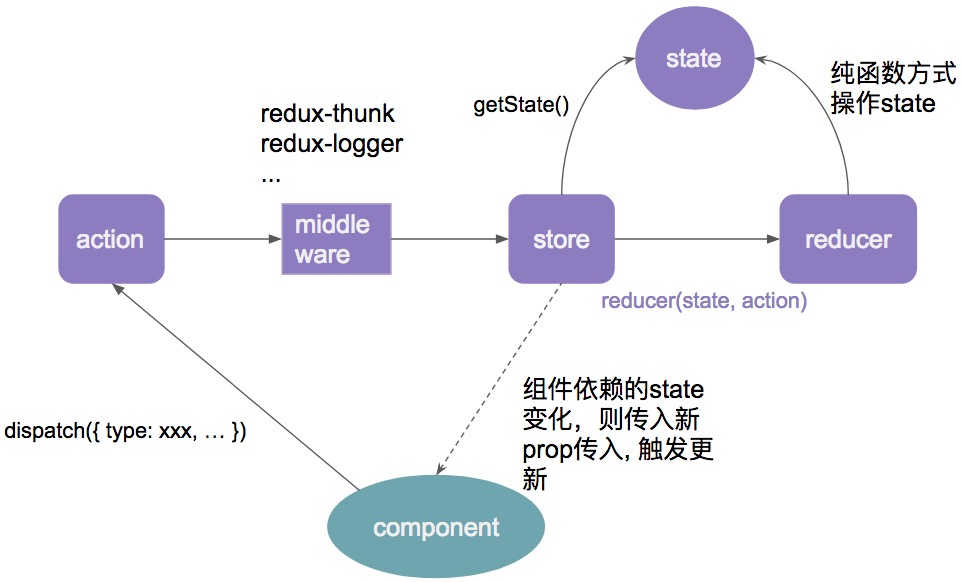 state
纯函数方式
操作state
getState()
redux-thunk
redux-logger
...
action
middle
ware
store
reducer
reducer(state, action)
组件依赖的state
变化，则传入新
prop传入, 触发更
新
dispatch({ type: xxx, … })
component